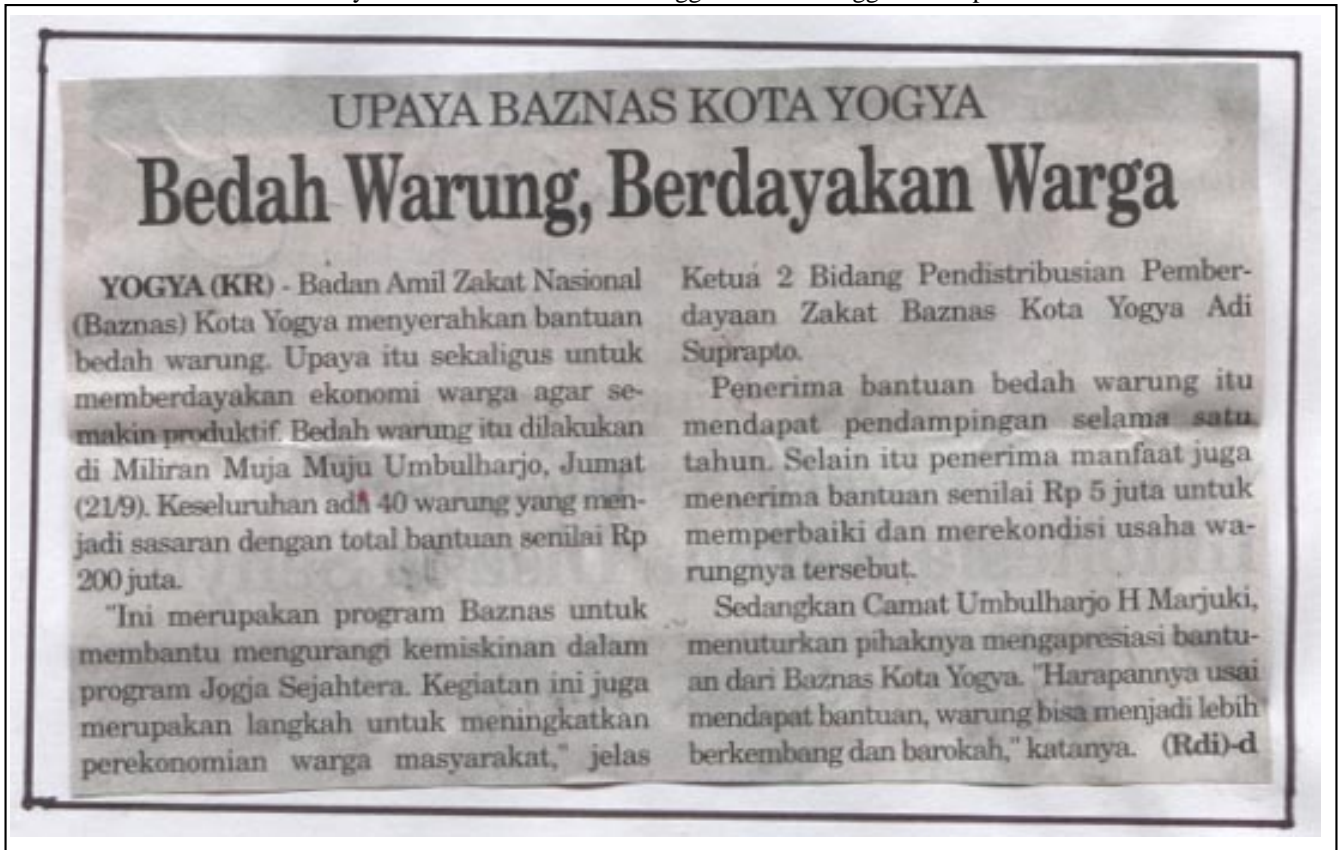 UPAYA BAZNAS KOTA YOGYA
Bedah Warung, Berdayakan Warga
YOGYA (KR) - Badan Amil Zakat Nasional
(Baznas) Kota Yogya menyerahkan bantuan
bedah warung. Upaya itu sekaligus untuk
memberdayakan ekonomi warga agar se-
makin produktif. Bedah warung itu dilakukan
di Miliran Muja Muju Umbulharjo, Jumat
(21/9). Keseluruhan ada 40 warung yang men-
jadi sasaran dengan total bantuan senilai Rp
200 juta.
"Ini merupakan program Baznas untuk
membantu mengurangi kemiskinan dalam
program Jogja Sejahtera. Kegiatan ini juga
merupakan langkah untuk meningkatkan
perekonomian warga masyarakat," jelas
Ketua 2 Bidang Pendistribusian Pember-
dayaan Zakat Baznas Kota Yogya Adi
Suprapto.
Penerima bantuan bedah warung itu
mendapat pendampingan selama satu
tahun. Selain itu penerima manfaat juga
menerima bantuan senilai Rp 5 juta untuk
memperbaiki dan merekondisi usaha wa-
rungnya tersebut.
Sedangkan Camat Umbulharjo H Marjuki,
menuturkan pihaknya mengapresiasi bantu-
an dari Baznas Kota Yogya. "Harapannya usai
mendapat bantuan, warung bisa menjadi lebih
berkembang dan barokah," katanya. (Rdi)-d